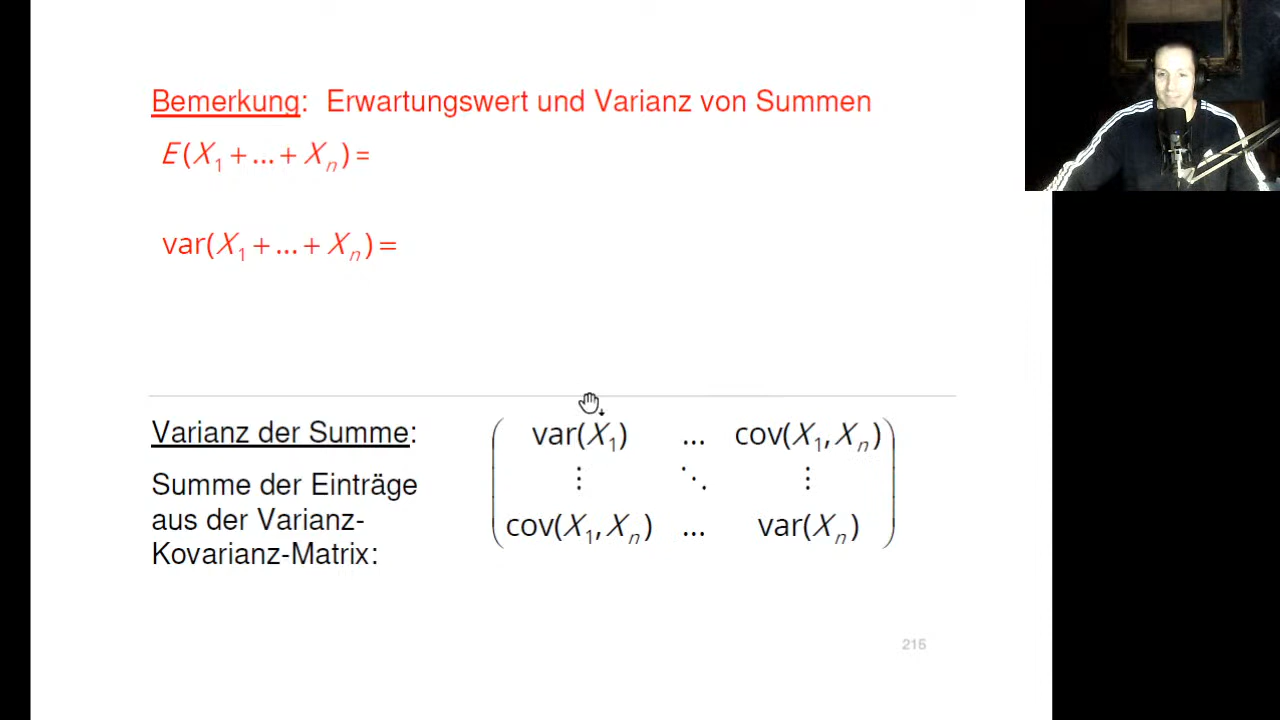 Bemerkung: Erwartungswert und Varianz von Summen
E(X₁ + ... + Xₙ) =
var(X₁ + ... + Xₙ) =
Varianz der Summe:
Summe der Einträge
aus der Varianz-
Kovarianz-Matrix:
var(X₁) ... cov(X₁, Xₙ)
⋮ ⋱ ⋮
cov(X₁, Xₙ) ... var(Xₙ)
215